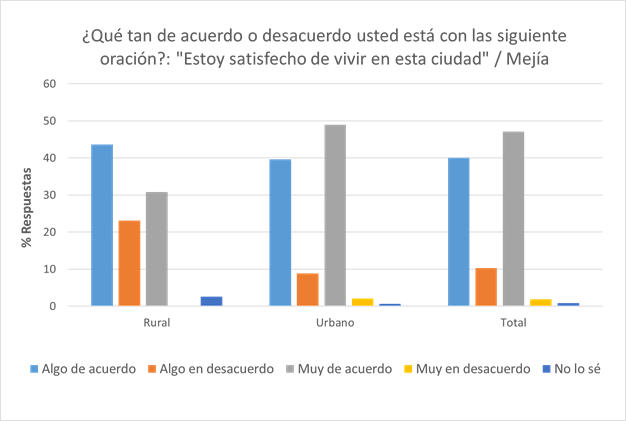 ¿Qué tan de acuerdo o desacuerdo usted está con las siguiente
oración?: "Estoy satisfecho de vivir en esta ciudad" / Mejía
60
50
40
30
20
10
0
% Respuestas
Rural Urbano Total
Algo de acuerdo Algo en desacuerdo Muy de acuerdo Muy en desacuerdo No lo sé